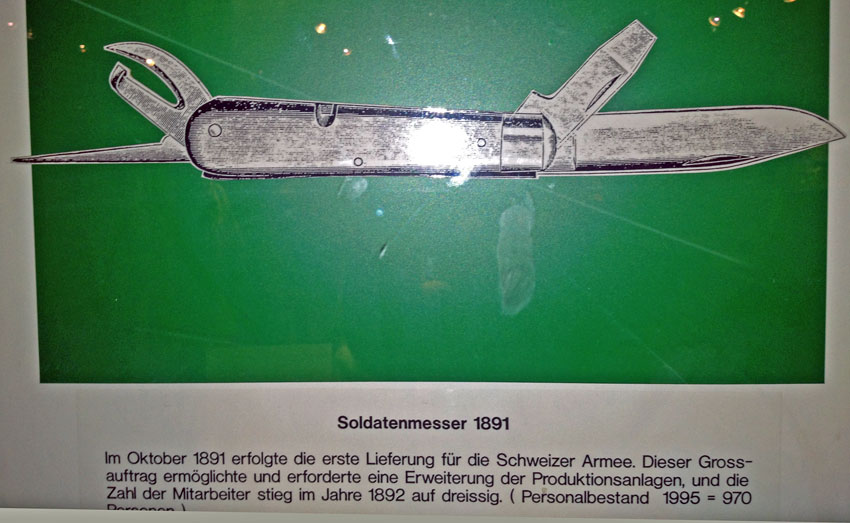 Soldatenmesser 1891
Im Oktober 1891 erfolgte die erste Lieferung für die Schweizer Armee. Dieser Gross-
auftrag ermöglichte und erforderte eine Erweiterung der Produktionsanlagen, und die
Zahl der Mitarbeiter stieg im Jahre 1892 auf dreissig. ( Personalbestand 1995 = 970
Personen )